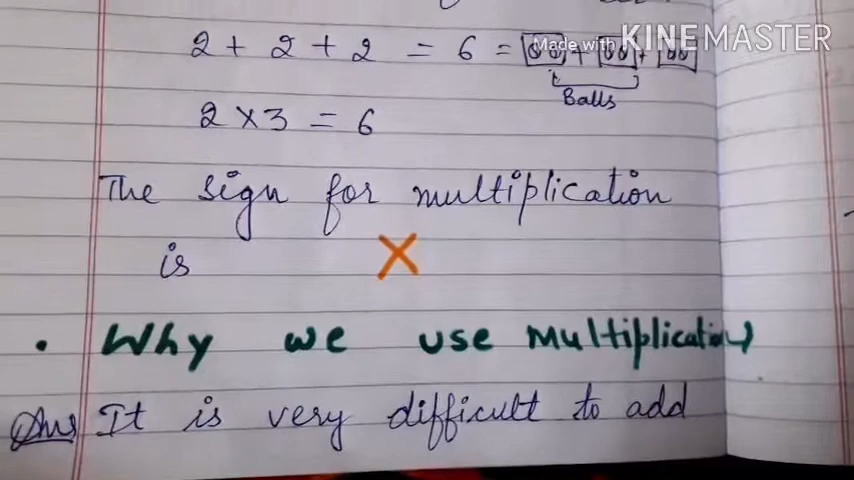 2 + 2 + 2 = 6 =
Made with KINEMASTER
Balls
2 × 3 = 6
The sign for multiplication
is ×
• Why we use Multiplication
Ans It is very difficult to add